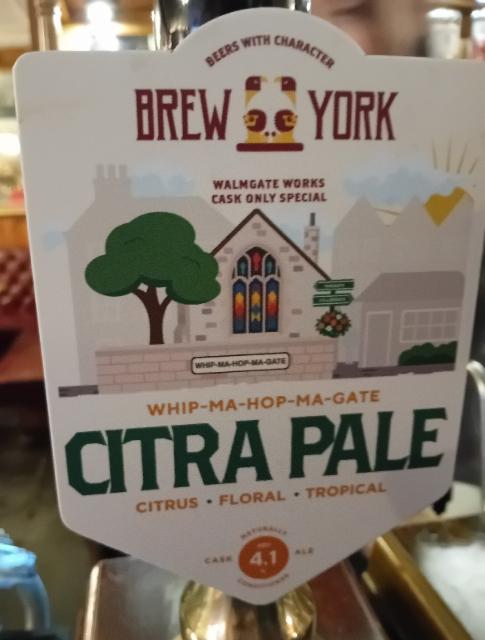 BEERS WITH CHARACTER
BREW YORK
WALMGATE WORKS
CASK ONLY SPECIAL
WHIP-MA-HOP-MA-GATE
WHIP-MA-HOP-MA-GATE
CITRA PALE
CITRUS • FLORAL • TROPICAL
NATURALLY
CASK 4.1 ALE
CONDITIONED